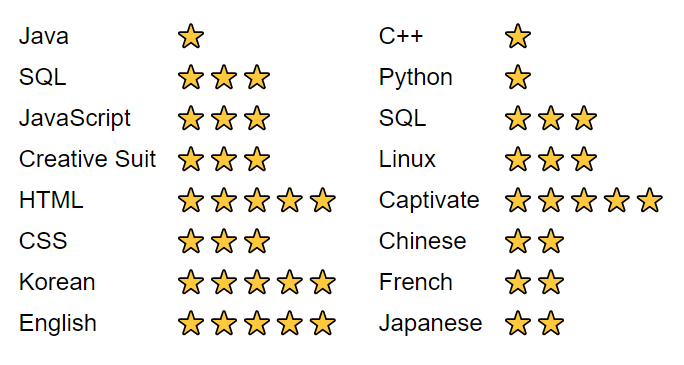 Java
SQL
JavaScript
Creative Suit
HTML
CSS
Korean
English
C++
Python
SQL
Linux
Captivate
Chinese
French
Japanese